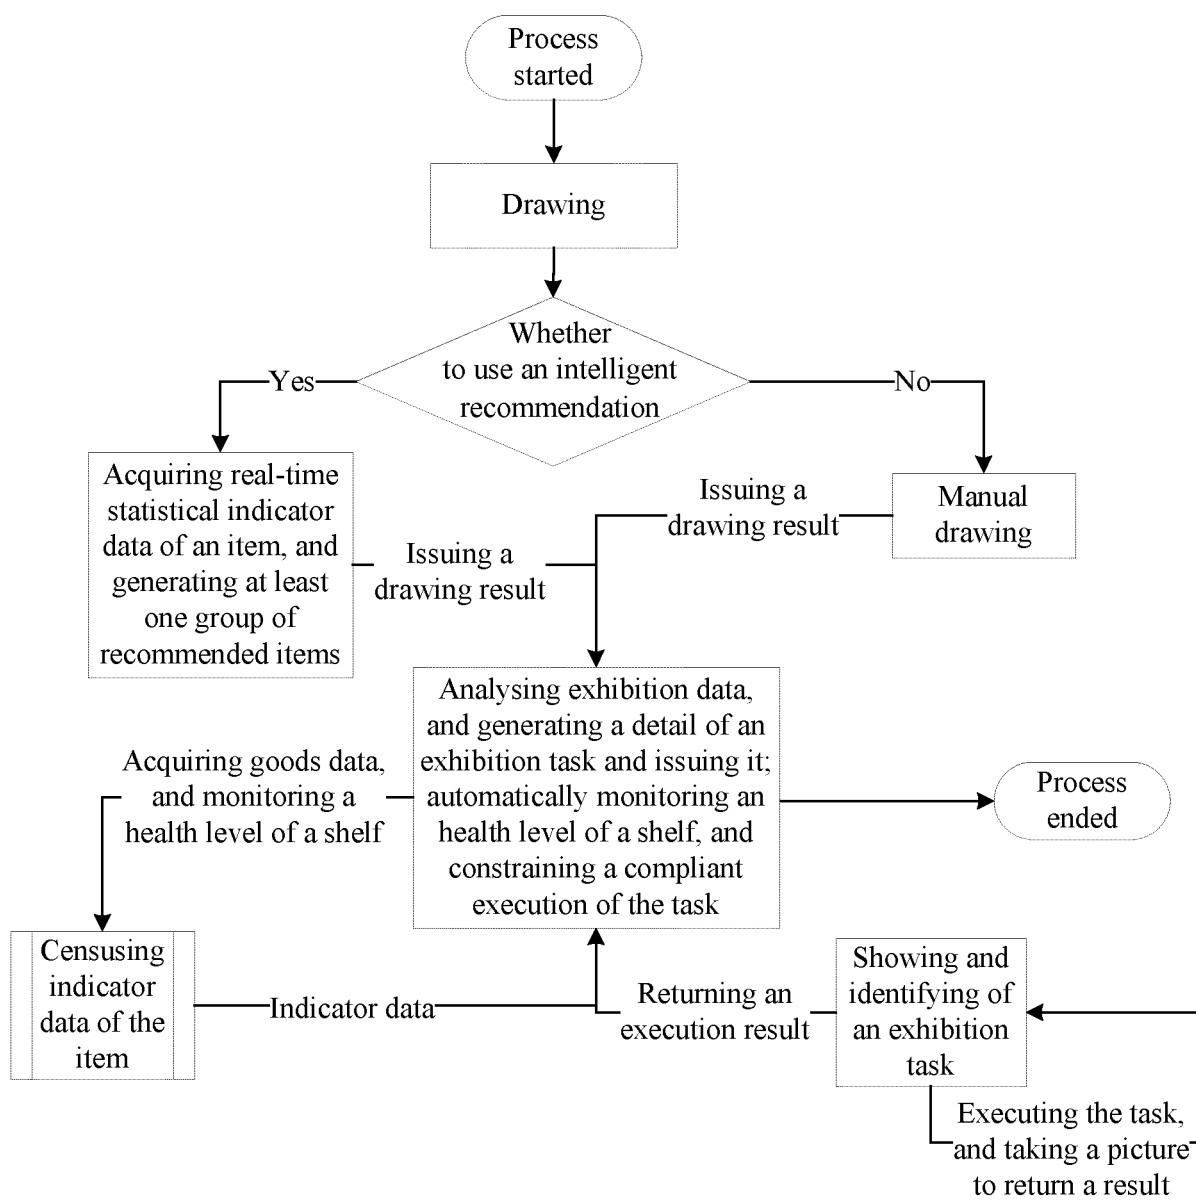 Process
started
Drawing
Whether
to use an intelligent
recommendation
Yes
No
Acquiring real-time
statistical indicator
data of an item, and
generating at least
one group of
recommended items
Issuing a
drawing result
Issuing a
drawing result
Manual
drawing
Analysing exhibition data,
and generating a detail of an
exhibition task and issuing it;
automatically monitoring an
health level of a shelf, and
constraining a compliant
execution of the task
Acquiring goods data,
and monitoring a
health level of a shelf
Process
ended
Censusing
indicator
data of the
item
Indicator data
Returning an
execution result
Showing and
identifying of
an exhibition
task
Executing the task,
and taking a picture
to return a result